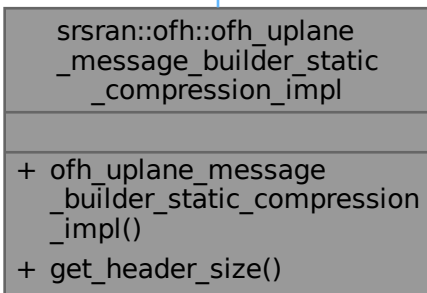 srsran::ofh::ofh_uplane
_message_builder_static
_compression_impl
+ ofh_uplane_message
_builder_static_compression
_impl()
+ get_header_size()